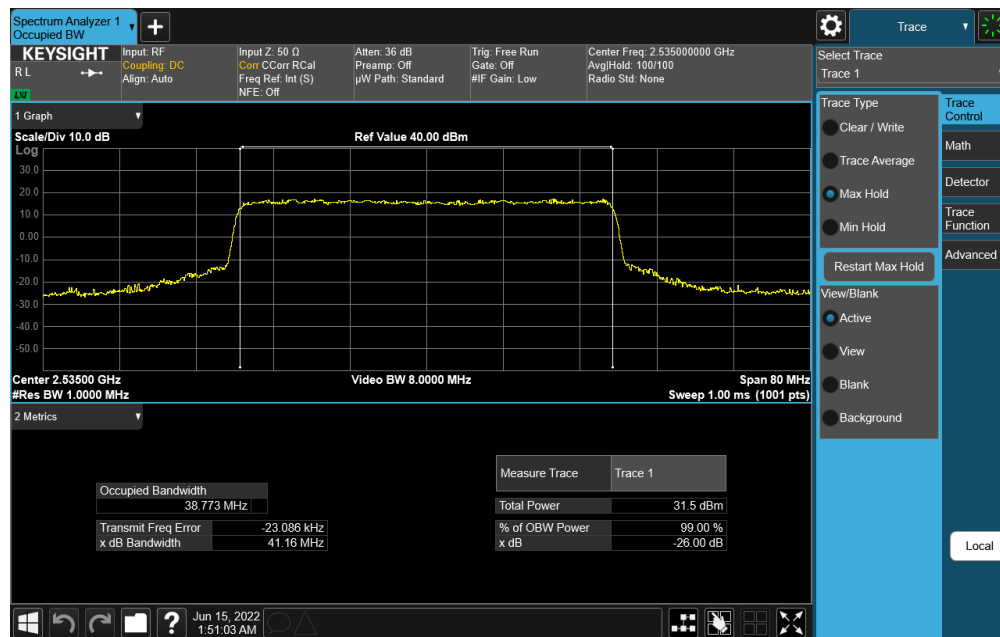 Spectrum Analyzer 1
Occupied BW
Trace
KEYSIGHT
R L
LXI
Input: RF
Coupling: DC
Align: Auto
Input Z: 50 Ω
Corr CCorr RCal
Freq Ref: Int (S)
NFE: Off
Atten: 36 dB
Preamp: Off
µW Path: Standard
Trig: Free Run
Gate: Off
#IF Gain: Low
Center Freq: 2.535000000 GHz
Avg|Hold: 100/100
Radio Std: None
Select Trace
Trace 1
1 Graph
Scale/Div 10.0 dB
Ref Value 40.00 dBm
Log
30.0
20.0
10.0
0.00
-10.0
-20.0
-30.0
-40.0
-50.0
Center 2.53500 GHz
Video BW 8.0000 MHz
Span 80 MHz
#Res BW 1.0000 MHz
Sweep 1.00 ms (1001 pts)
2 Metrics
Occupied Bandwidth
38.773 MHz
Transmit Freq Error -23.086 kHz
x dB Bandwidth 41.16 MHz
Measure Trace Trace 1
Total Power 31.5 dBm
% of OBW Power 99.00 %
x dB -26.00 dB
Trace Type
Clear / Write
Trace Average
Max Hold
Min Hold
Restart Max Hold
View/Blank
Active
View
Blank
Background
Trace
Control
Math
Detector
Trace
Function
Advanced
Local
?
Jun 15, 2022
1:51:03 AM